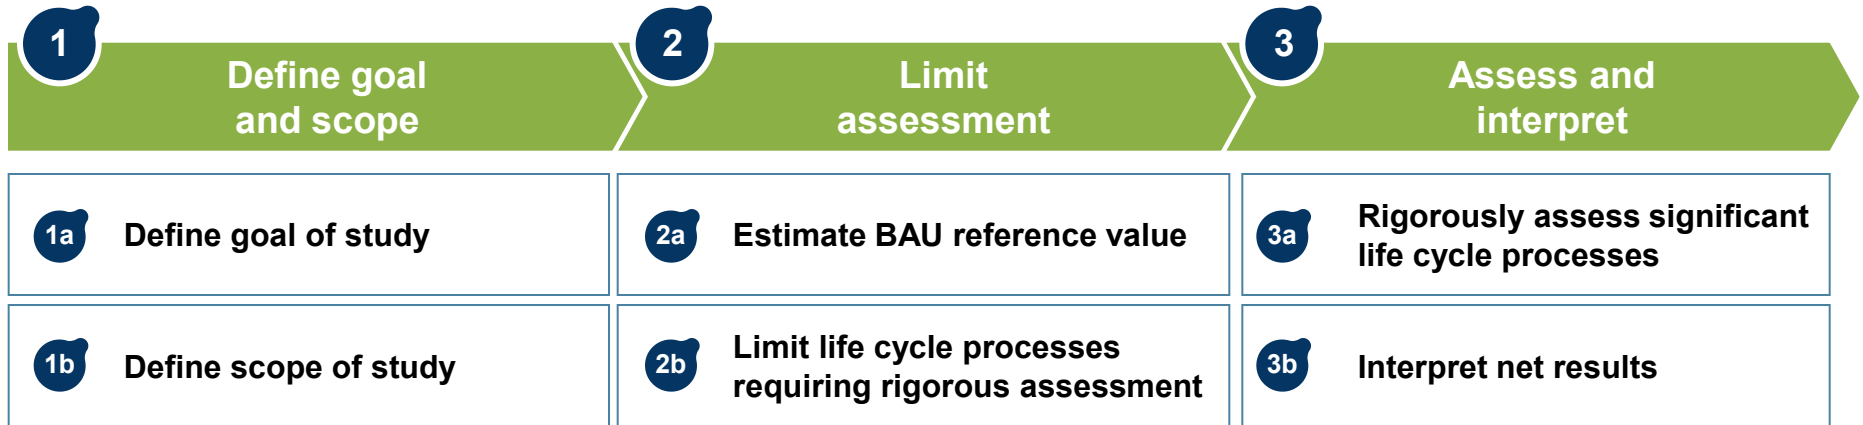 1
Define goal
and scope
2
Limit
assessment
3
Assess and
interpret
1a
Define goal of study
2a
Estimate BAU reference value
3a
Rigorously assess significant
life cycle processes
1b
Define scope of study
2b
Limit life cycle processes
requiring rigorous assessment
3b
Interpret net results